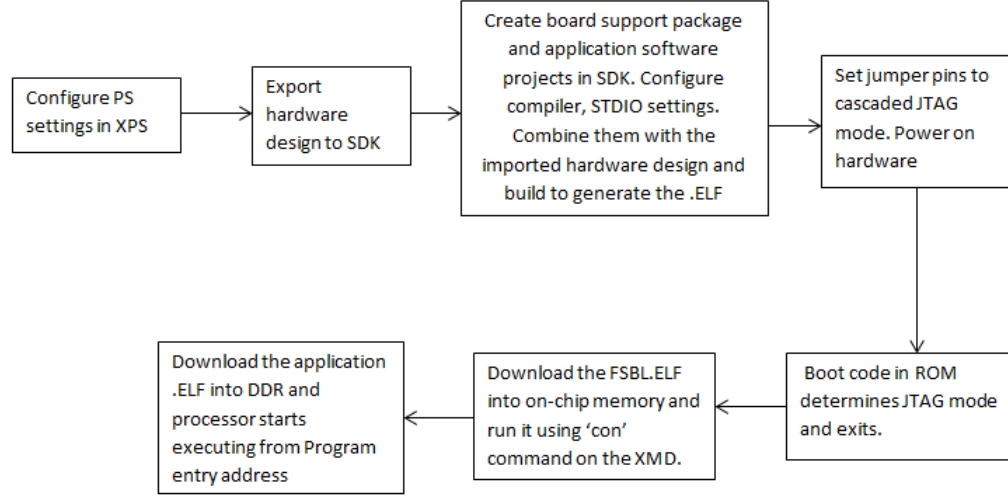 Configure PS
settings in XPS
Export
hardware
design to SDK
Create board support package
and application software
projects in SDK. Configure
compiler, STDIO settings.
Combine them with the
imported hardware design and
build to generate the .ELF
Set jumper pins to
cascaded JTAG
mode. Power on
hardware
Boot code in ROM
determines JTAG mode
and exits.
Download the FSBL.ELF
into on-chip memory and
run it using ‘con’
command on the XMD.
Download the application
.ELF into DDR and
processor starts
executing from Program
entry address